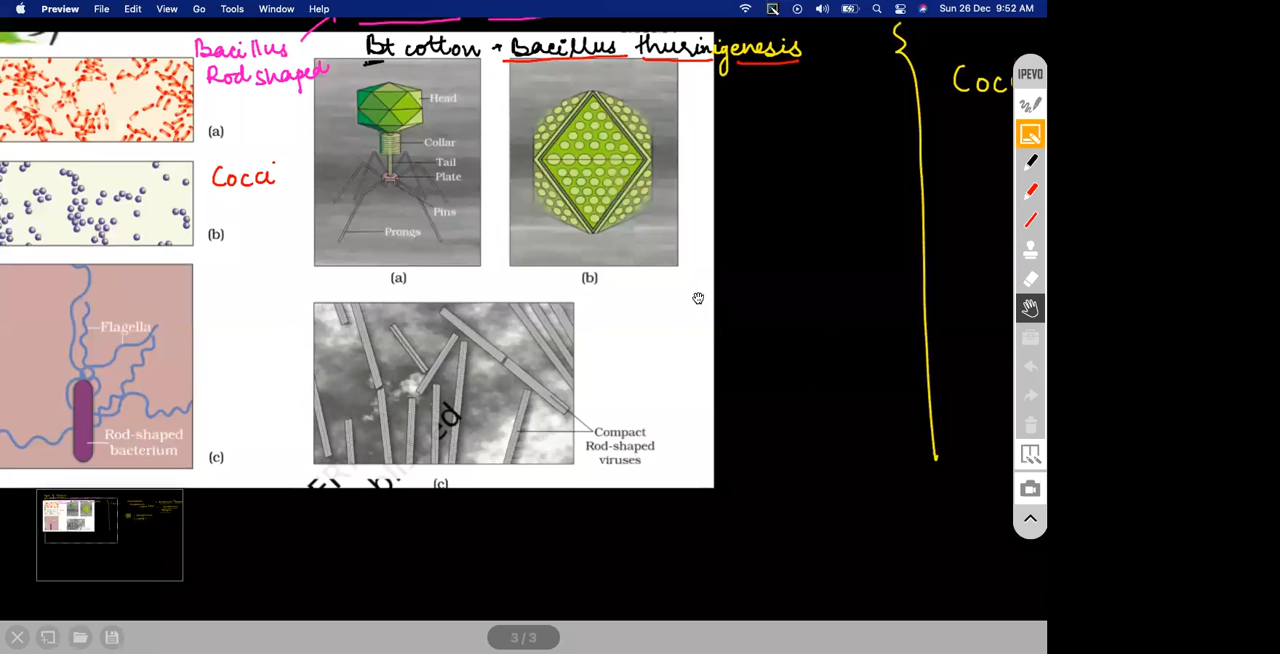 Preview File Edit View Go Tools Window Help Sun 26 Dec 9:52 AM
Bacillus
Rod shaped
Bt cotton → Bacillus thuringenesis
Coc
IPEVO
(a)
Cocci
(b)
Head
Collar
Tail
Plate
Pins
Prongs
(a)
(b)
Flagella
Rod-shaped
bacterium
(c)
Compact
Rod-shaped
viruses
(c)
3 / 3